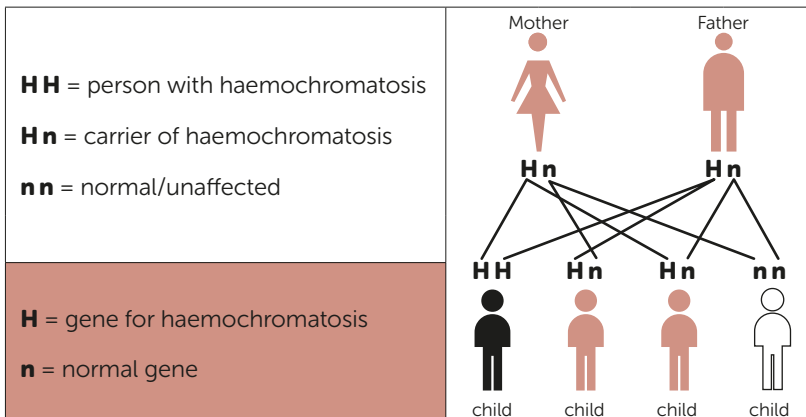 H H = person with haemochromatosis
H n = carrier of haemochromatosis
n n = normal/unaffected
H = gene for haemochromatosis
n = normal gene
Mother Father
H n H n
H H H n H n n n
child child child child